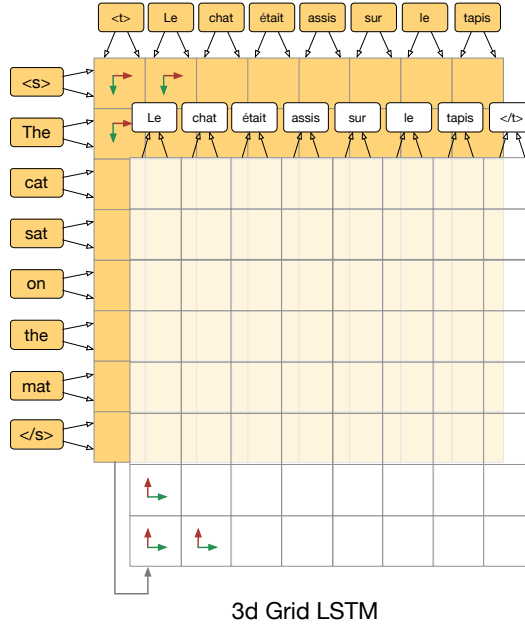 <t> Le chat était assis sur le tapis
<s>
The
Le chat était assis sur le tapis </t>
cat
sat
on
the
mat
</s>
3d Grid LSTM